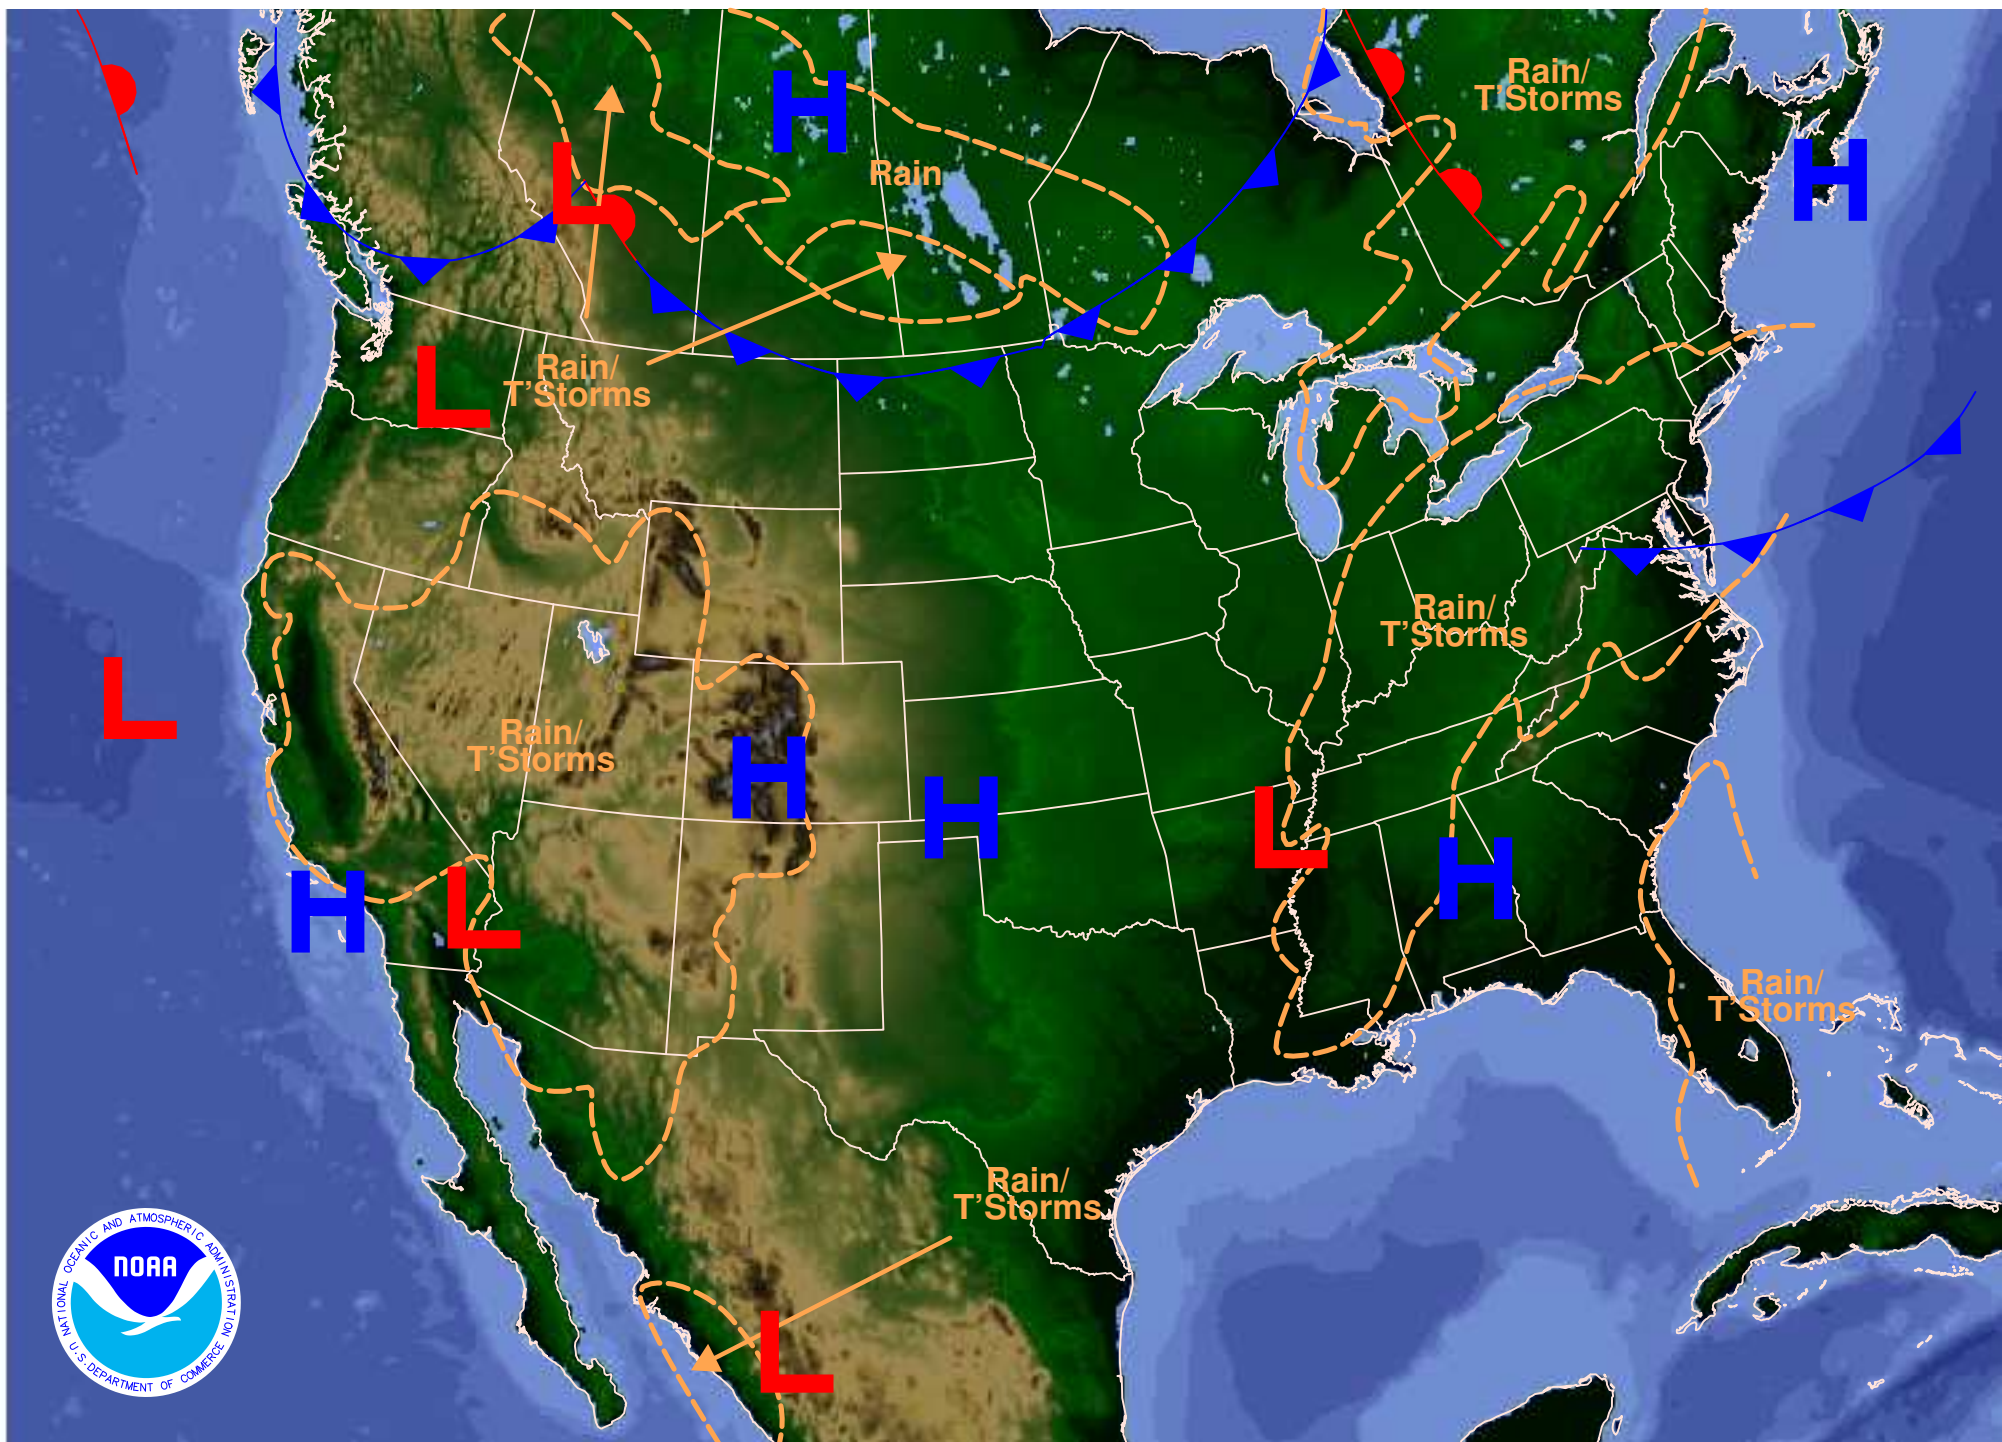 H
Rain/
T'Storms
L
H
Rain
Rain/
T'Storms
L
Rain/
T'Storms
L
Rain/
T'Storms
H
H
L
H
H
L
Rain/
T'Storms
Rain/
T'Storms
L
NATIONAL OCEANIC AND ATMOSPHERIC ADMINISTRATION
NOAA
U.S. DEPARTMENT OF COMMERCE